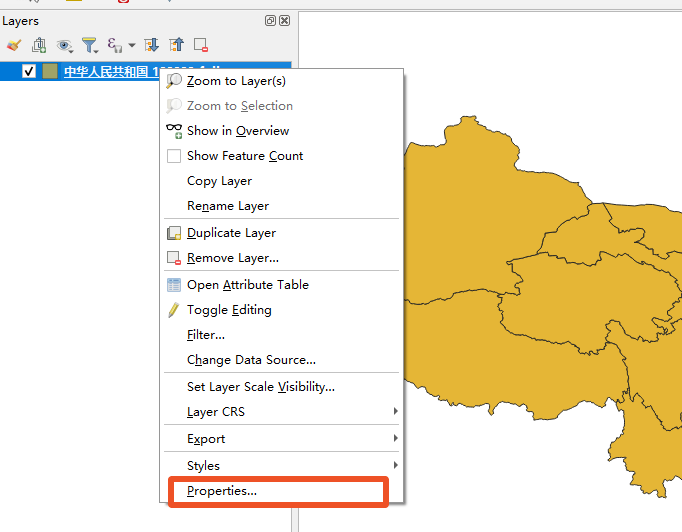 Layers
中华人民共和国
Zoom to Layer(s)
Zoom to Selection
Show in Overview
Show Feature Count
Copy Layer
Rename Layer
Duplicate Layer
Remove Layer...
Open Attribute Table
Toggle Editing
Filter...
Change Data Source...
Set Layer Scale Visibility...
Layer CRS
Export
Styles
Properties...